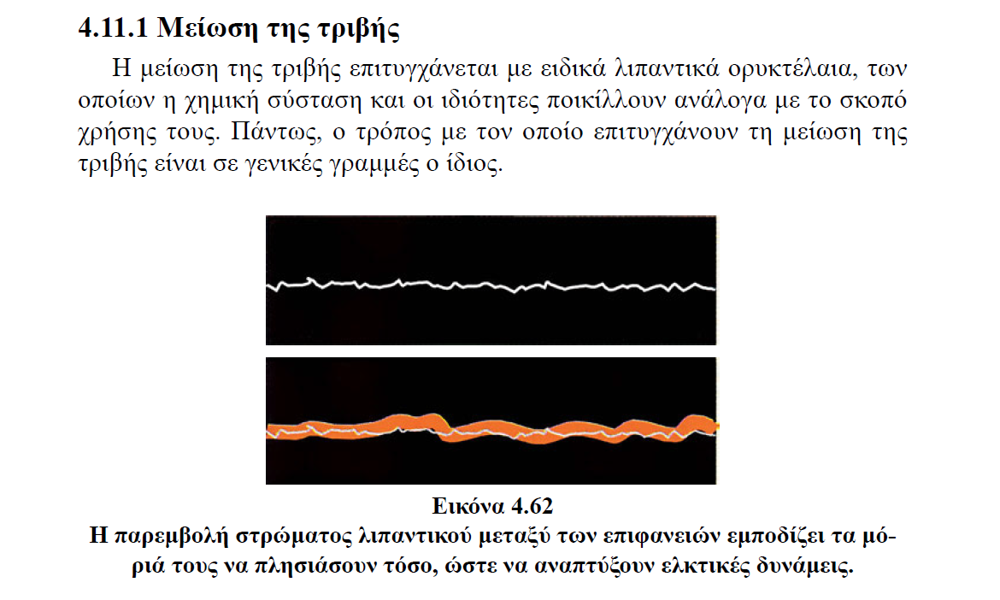 4.11.1 Μείωση της τριβής
Η μείωση της τριβής επιτυγχάνεται με ειδικά λιπαντικά ορυκτέλαια, των
οποίων η χημική σύσταση και οι ιδιότητες ποικίλλουν ανάλογα με το σκοπό
χρήσης τους. Πάντως, ο τρόπος με τον οποίο επιτυγχάνουν τη μείωση της
τριβής είναι σε γενικές γραμμές ο ίδιος.
Εικόνα 4.62
Η παρεμβολή στρώματος λιπαντικού μεταξύ των επιφανειών εμποδίζει τα μό-
ριά τους να πλησιάσουν τόσο, ώστε να αναπτύξουν ελκτικές δυνάμεις.